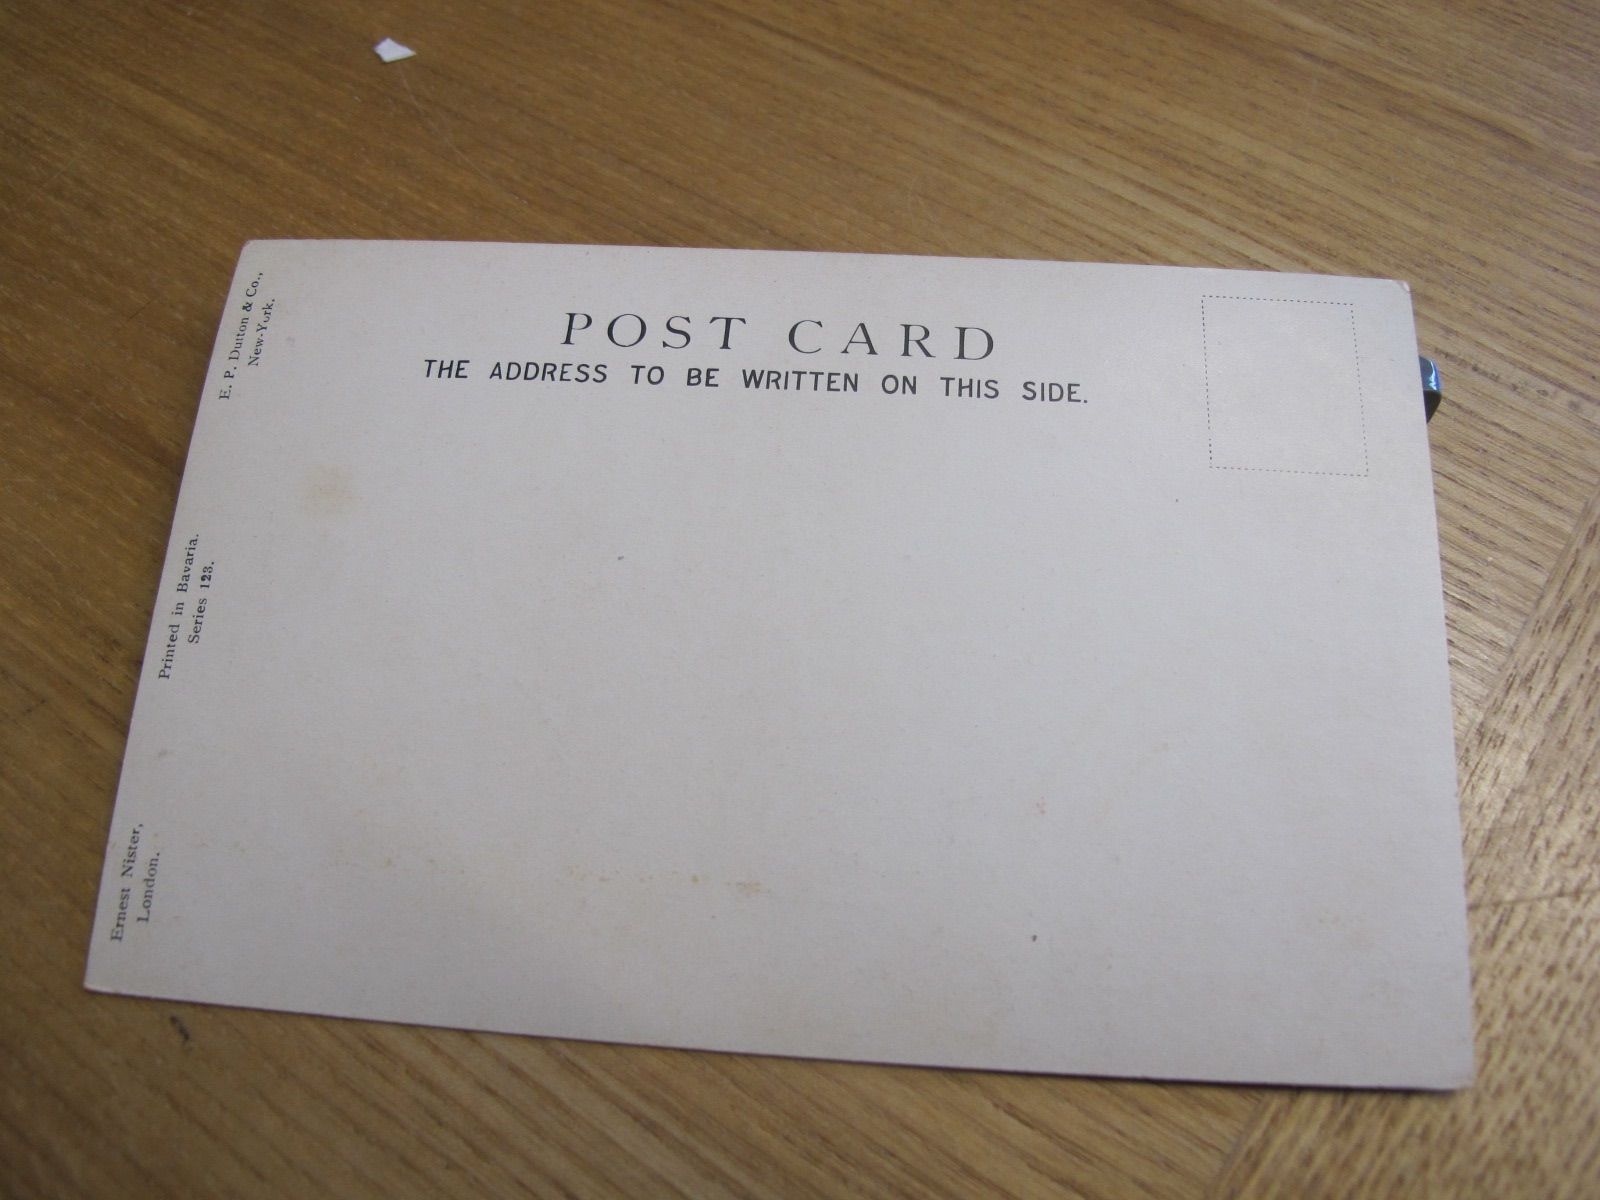 POST CARD
THE ADDRESS TO BE WRITTEN ON THIS SIDE.
E. P. Dutton & Co.,
New-York.
Printed in Bavaria.
Series 123.
Ernest Nister,
London.